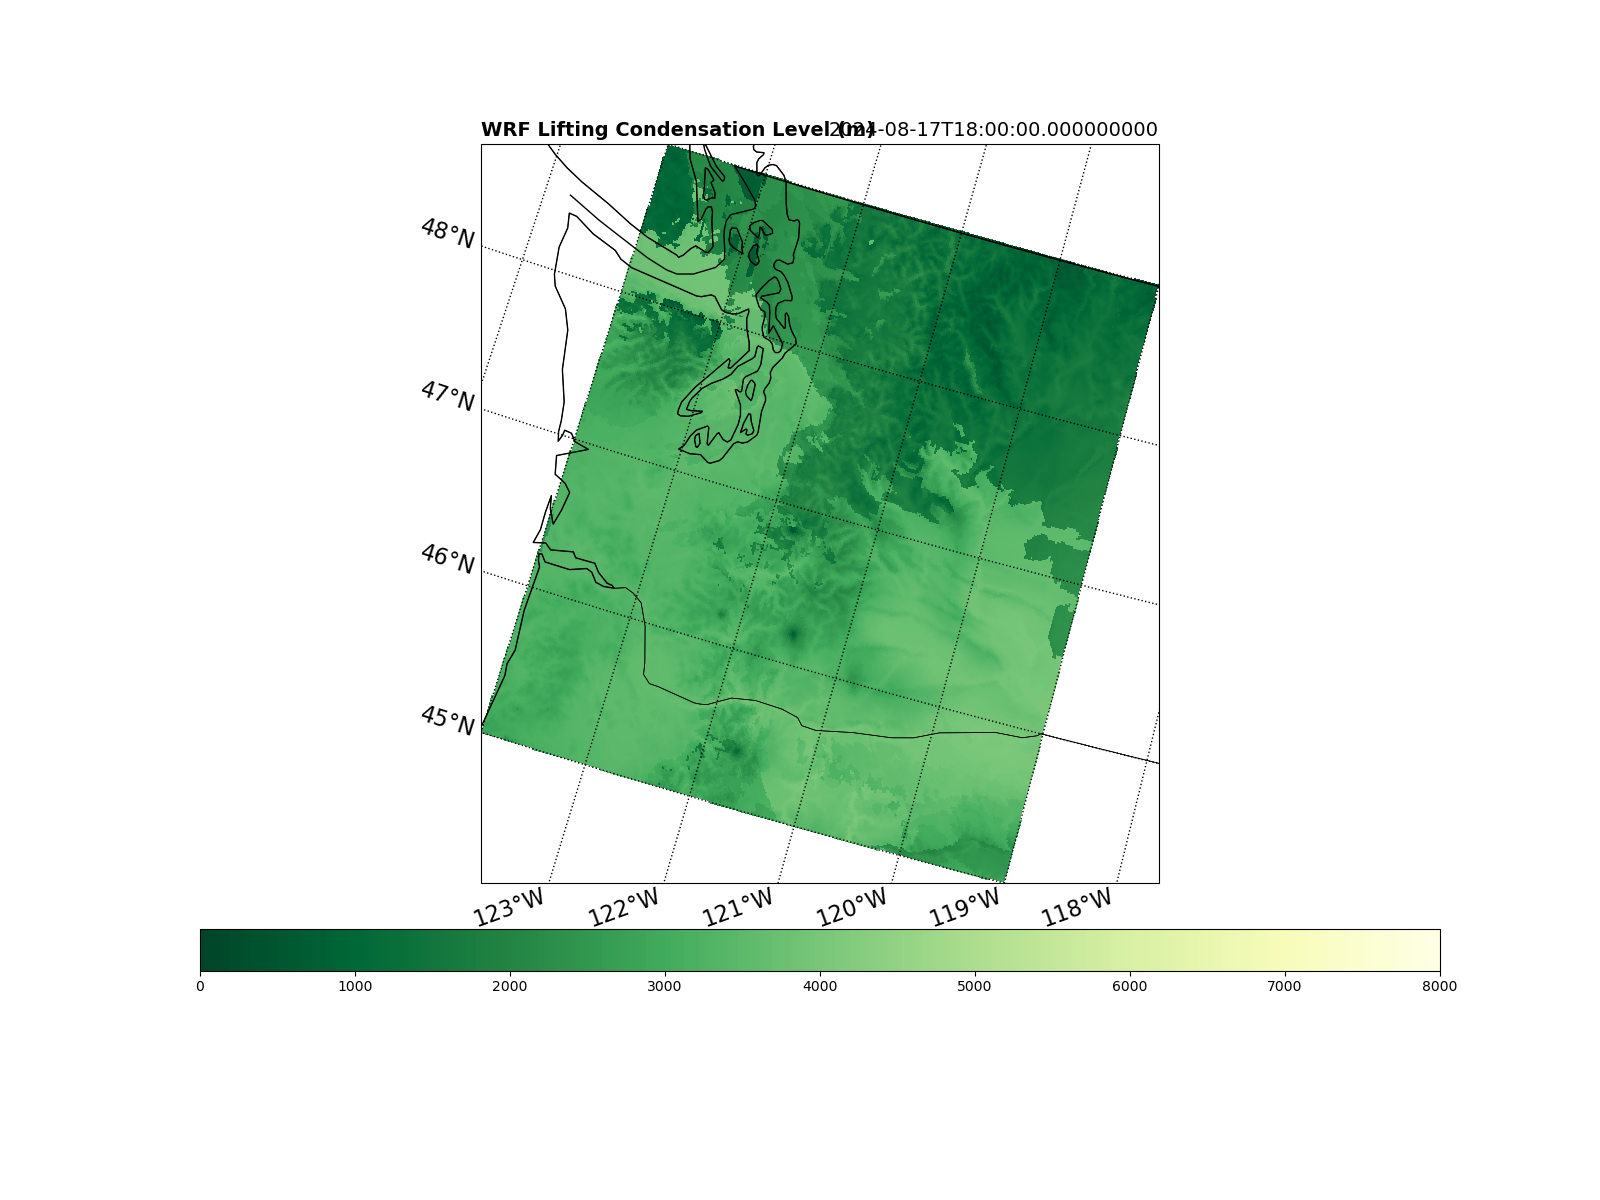 WRF Lifting Condensation Level (m) 2024-08-17T18:00:00.000000000
48°N
47°N
46°N
45°N
123°W 122°W 121°W 120°W 119°W 118°W
0 1000 2000 3000 4000 5000 6000 7000 8000